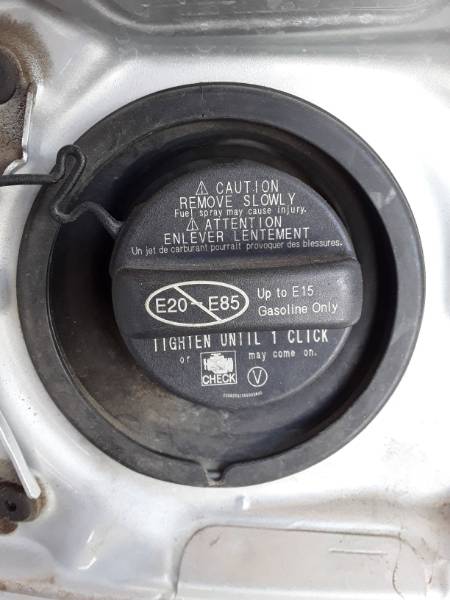 ⚠ CAUTION
REMOVE SLOWLY
Fuel spray may cause injury.
⚠ ATTENTION
ENLEVER LENTEMENT
Un jet de carburant pourrait provoquer des blessures.
E20-E85
Up to E15
Gasoline Only
TIGHTEN UNTIL 1 CLICK
or CHECK may come on.
V